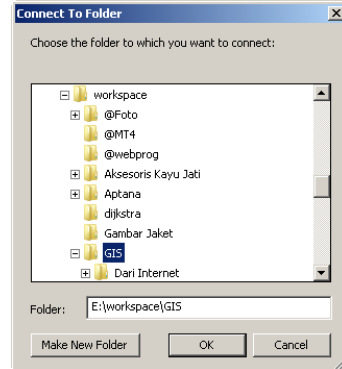 Connect To Folder
Choose the folder to which you want to connect:
workspace
@Foto
@MT4
@webprog
Aksesoris Kayu Jati
Aptana
dijkstra
Gambar Jaket
GIS
Dari Internet
Folder: E:\workspace\GIS
Make New Folder OK Cancel